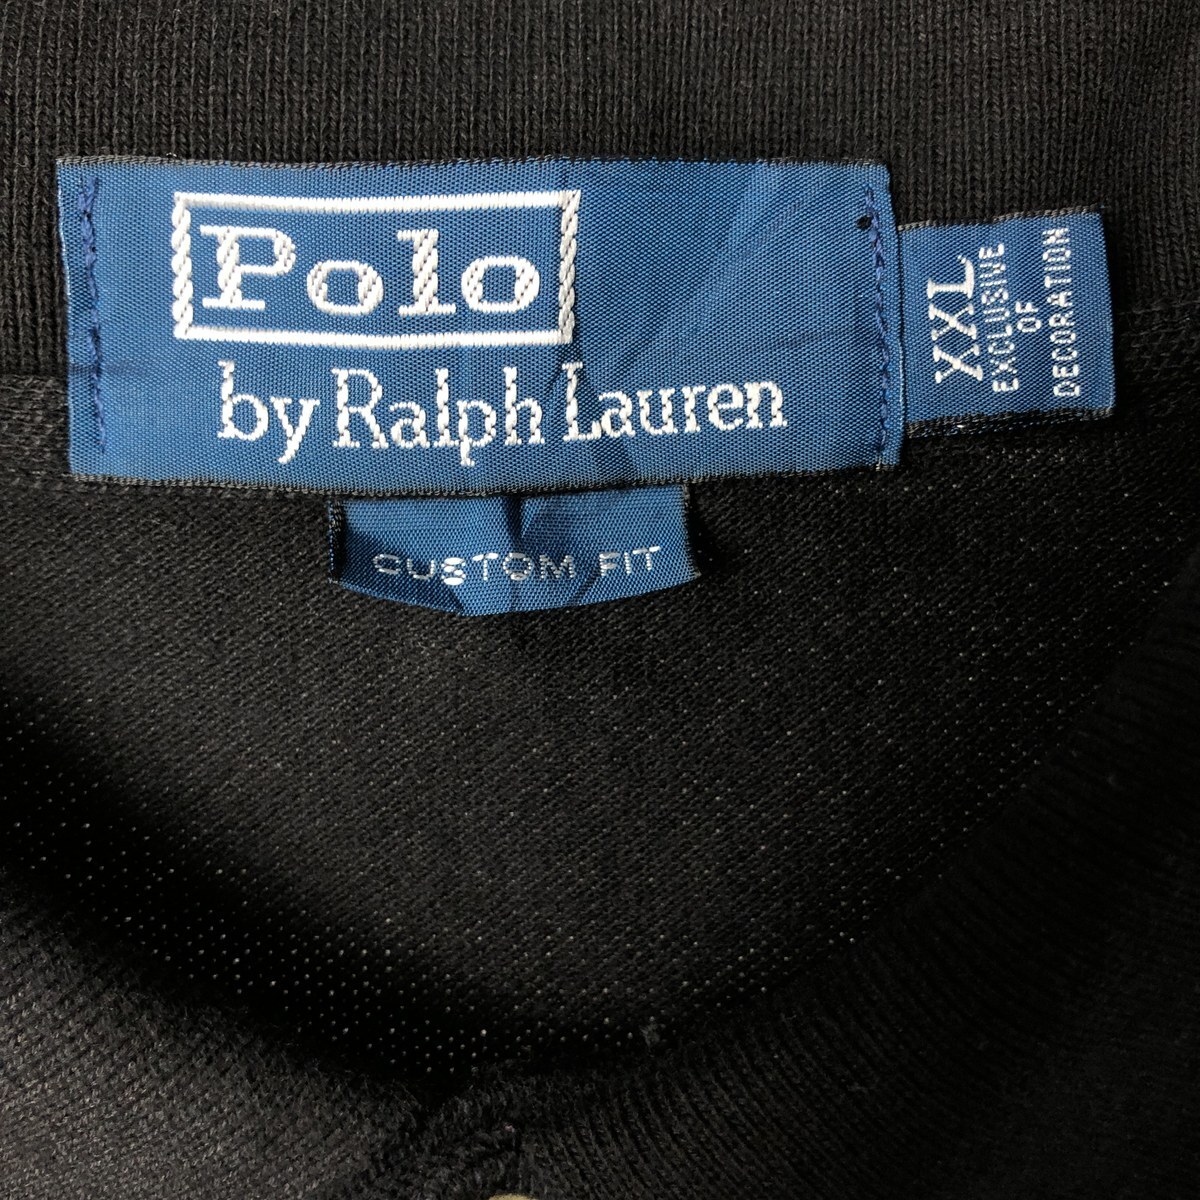 Polo
by Ralph Lauren
CUSTOM FIT
XXL
EXCLUSIVE
OF
DECORATION